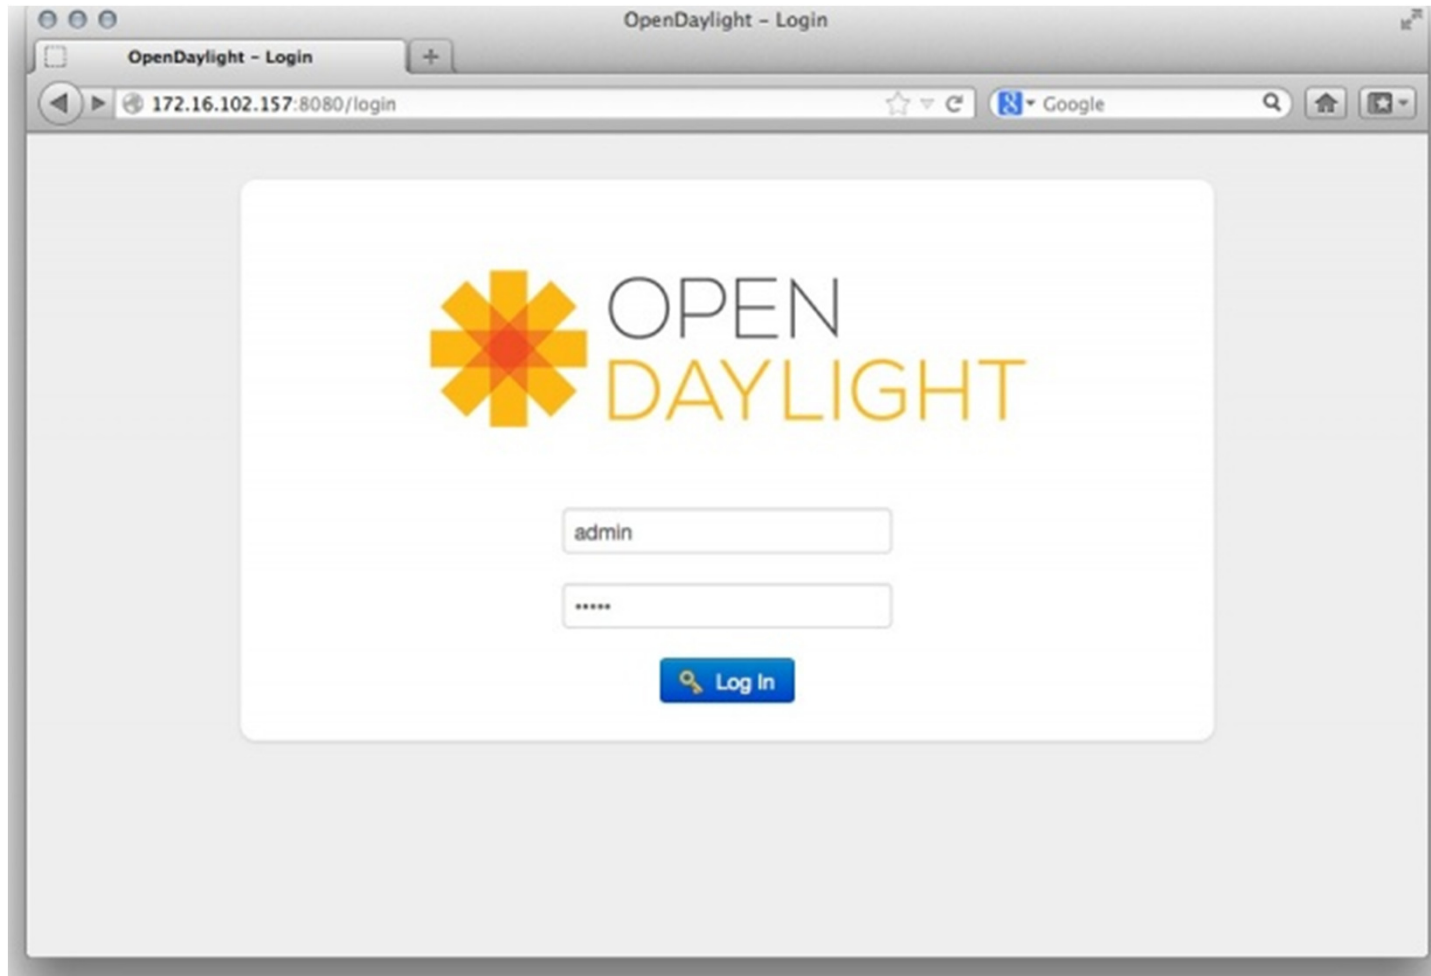 OpenDaylight – Login
OpenDaylight – Login
172.16.102.157:8080/login
Google
OPEN
DAYLIGHT
admin
•••••
Log In